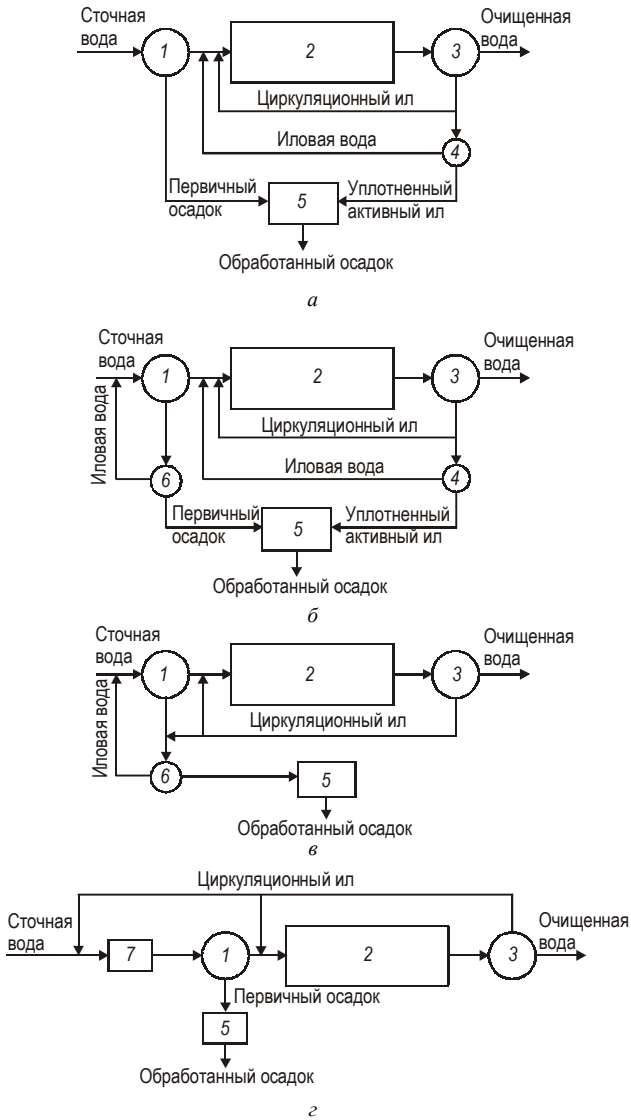 Сточная
вода
1
2
3
Очищенная
вода
Циркуляционный ил
Иловая вода
4
Первичный
осадок
5
Уплотненный
активный ил
Обработанный осадок
а
Сточная
вода
1
2
3
Очищенная
вода
Иловая вода
Циркуляционный ил
Иловая вода
6
4
Первичный
осадок
5
Уплотненный
активный ил
Обработанный осадок
б
Сточная
вода
1
2
3
Очищенная
вода
Иловая вода
Циркуляционный ил
6
5
Обработанный осадок
в
Циркуляционный ил
Сточная
вода
7
1
2
3
Очищенная
вода
Первичный осадок
5
Обработанный осадок
г